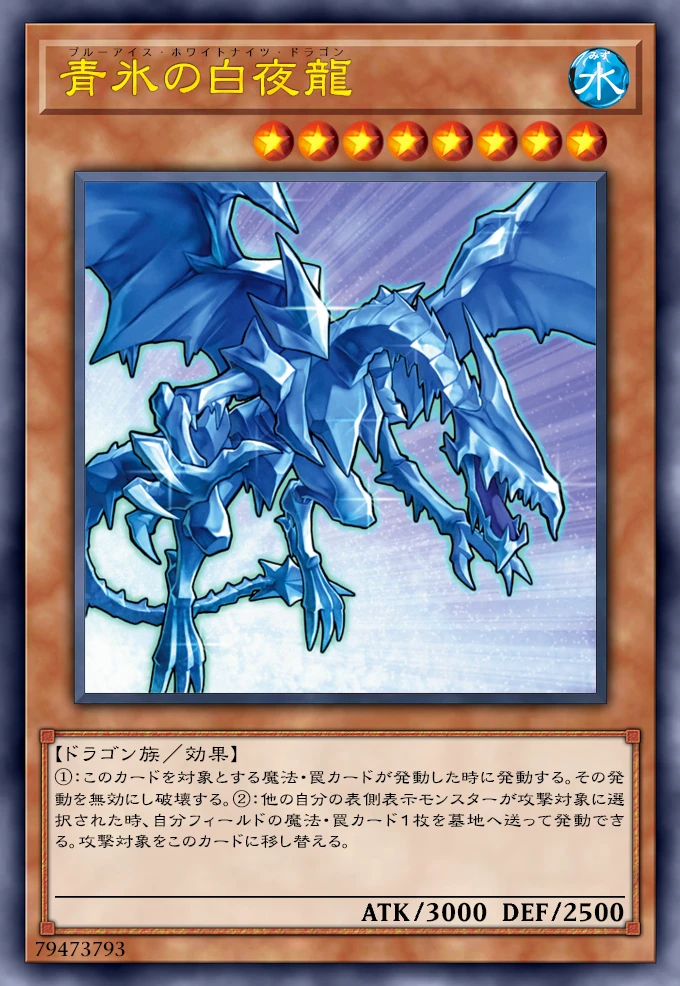 ブルーアイス・ホワイトナイツ・ドラゴン
青氷の白夜龍
みず
水
【ドラゴン族／効果】
①：このカードを対象とする魔法・罠カードが発動した時に発動する。その発
動を無効にし破壊する。②：他の自分の表側表示モンスターが攻撃対象に選
択された時、自分フィールドの魔法・罠カード１枚を墓地へ送って発動でき
る。攻撃対象をこのカードに移し替える。
ATK/3000 DEF/2500
79473793